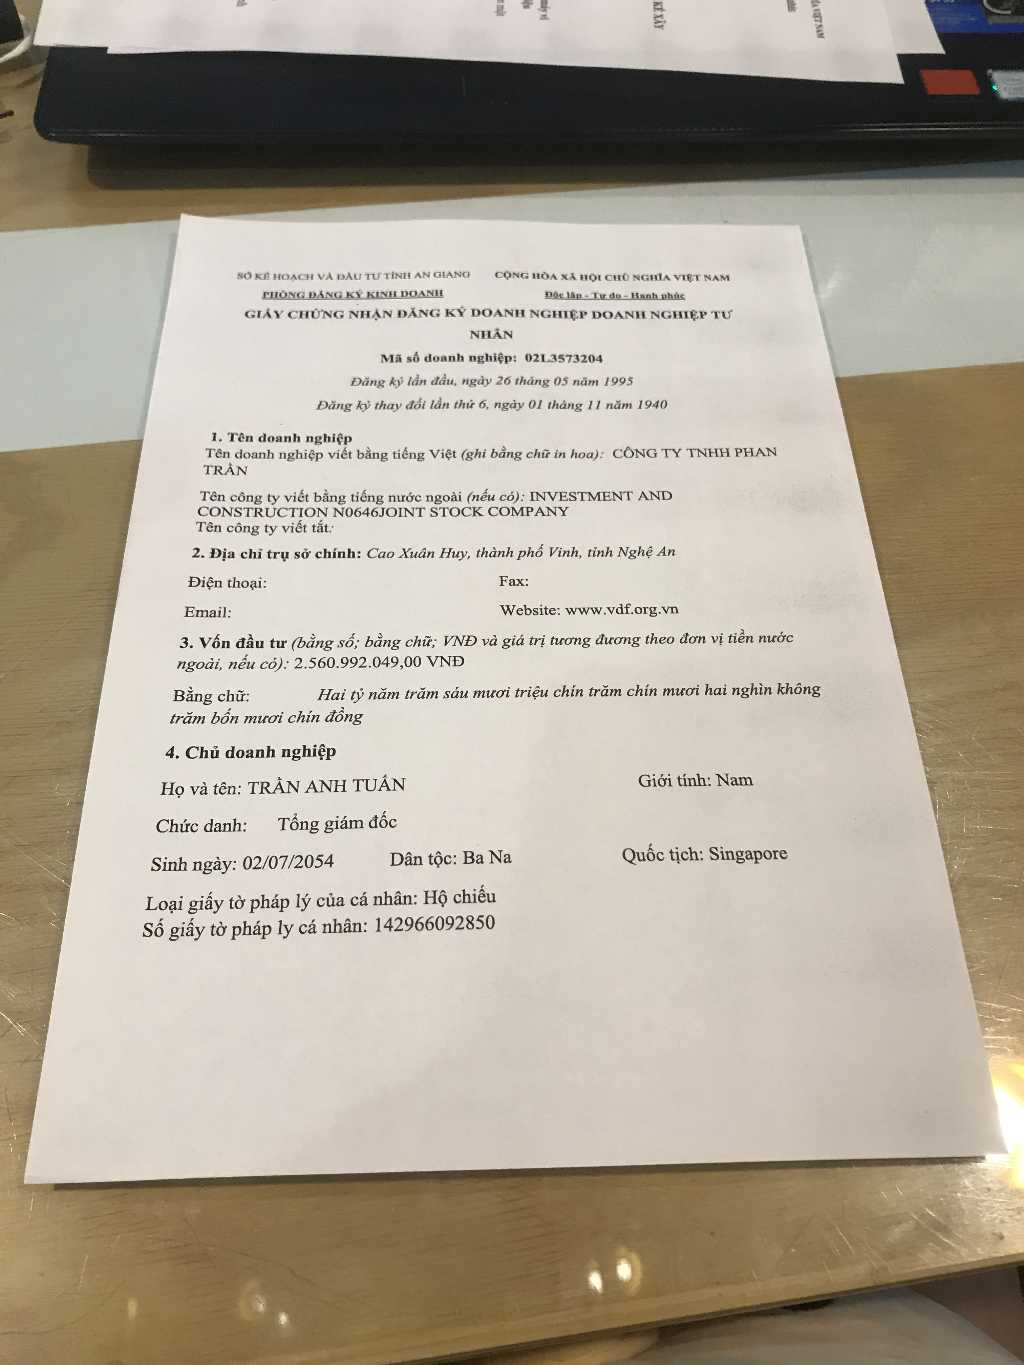 SỞ KẾ HOẠCH VÀ ĐẦU TƯ TỈNH AN GIANG
CỘNG HÒA XÃ HỘI CHỦ NGHĨA VIỆT NAM
PHÒNG ĐĂNG KÝ KINH DOANH
Độc lập - Tự do - Hạnh phúc
GIẤY CHỨNG NHẬN ĐĂNG KÝ DOANH NGHIỆP DOANH NGHIỆP TƯ
NHÂN
Mã số doanh nghiệp: 02L3573204
Đăng ký lần đầu, ngày 26 tháng 05 năm 1995
Đăng ký thay đổi lần thứ 6, ngày 01 tháng 11 năm 1940
1. Tên doanh nghiệp
Tên doanh nghiệp viết bằng tiếng Việt (ghi bằng chữ in hoa): CÔNG TY TNHH PHAN
TRẦN
Tên công ty viết bằng tiếng nước ngoài (nếu có): INVESTMENT AND
CONSTRUCTION N0646JOINT STOCK COMPANY
Tên công ty viết tắt:
2. Địa chỉ trụ sở chính: Cao Xuân Huy, thành phố Vinh, tỉnh Nghệ An
Điện thoại:
Fax:
Email:
Website: www.vdf.org.vn
3. Vốn đầu tư (bằng số; bằng chữ; VNĐ và giá trị tương đương theo đơn vị tiền nước
ngoài, nếu có): 2.560.992.049,00 VNĐ
Bằng chữ: Hai tỷ năm trăm sáu mươi triệu chín trăm chín mươi hai nghìn không
trăm bốn mươi chín đồng
4. Chủ doanh nghiệp
Họ và tên: TRẦN ANH TUẤN
Giới tính: Nam
Chức danh: Tổng giám đốc
Sinh ngày: 02/07/2054 Dân tộc: Ba Na Quốc tịch: Singapore
Loại giấy tờ pháp lý của cá nhân: Hộ chiếu
Số giấy tờ pháp ly cá nhân: 142966092850